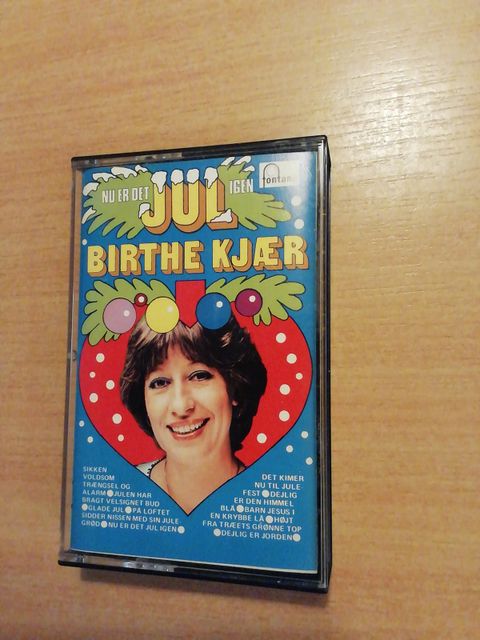 NU ER DET JUL IGEN
fontana
BIRTHE KJÆR
SIKKEN
VOLDSOM
TRÆNGSEL OG
ALARM ● JULEN HAR
BRAGT VELSIGNET BUD
● GLADE JUL ● PÅ LOFTET
SIDDER NISSEN MED SIN JULE
GRØD ● NU ER DET JUL IGEN ●
DET KIMER
NU TIL JULE
FEST ● DEJLIG
ER DEN HIMMEL
BLÅ ● BARN JESUS I
EN KRYBBE LÅ ● HØJT
FRA TRÆETS GRØNNE TOP
● DEJLIG ER JORDEN ●